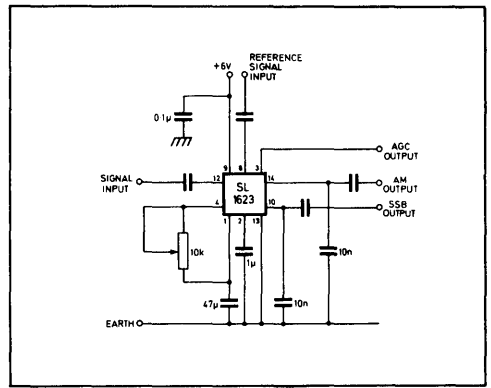 +6V
REFERENCE
SIGNAL
INPUT
0·1μ
AGC
OUTPUT
9
8
3
SIGNAL
INPUT
12
SL
1623
14
AM
OUTPUT
4
10
SSB
OUTPUT
1
2
13
10k
1μ
10n
47μ
10n
EARTH